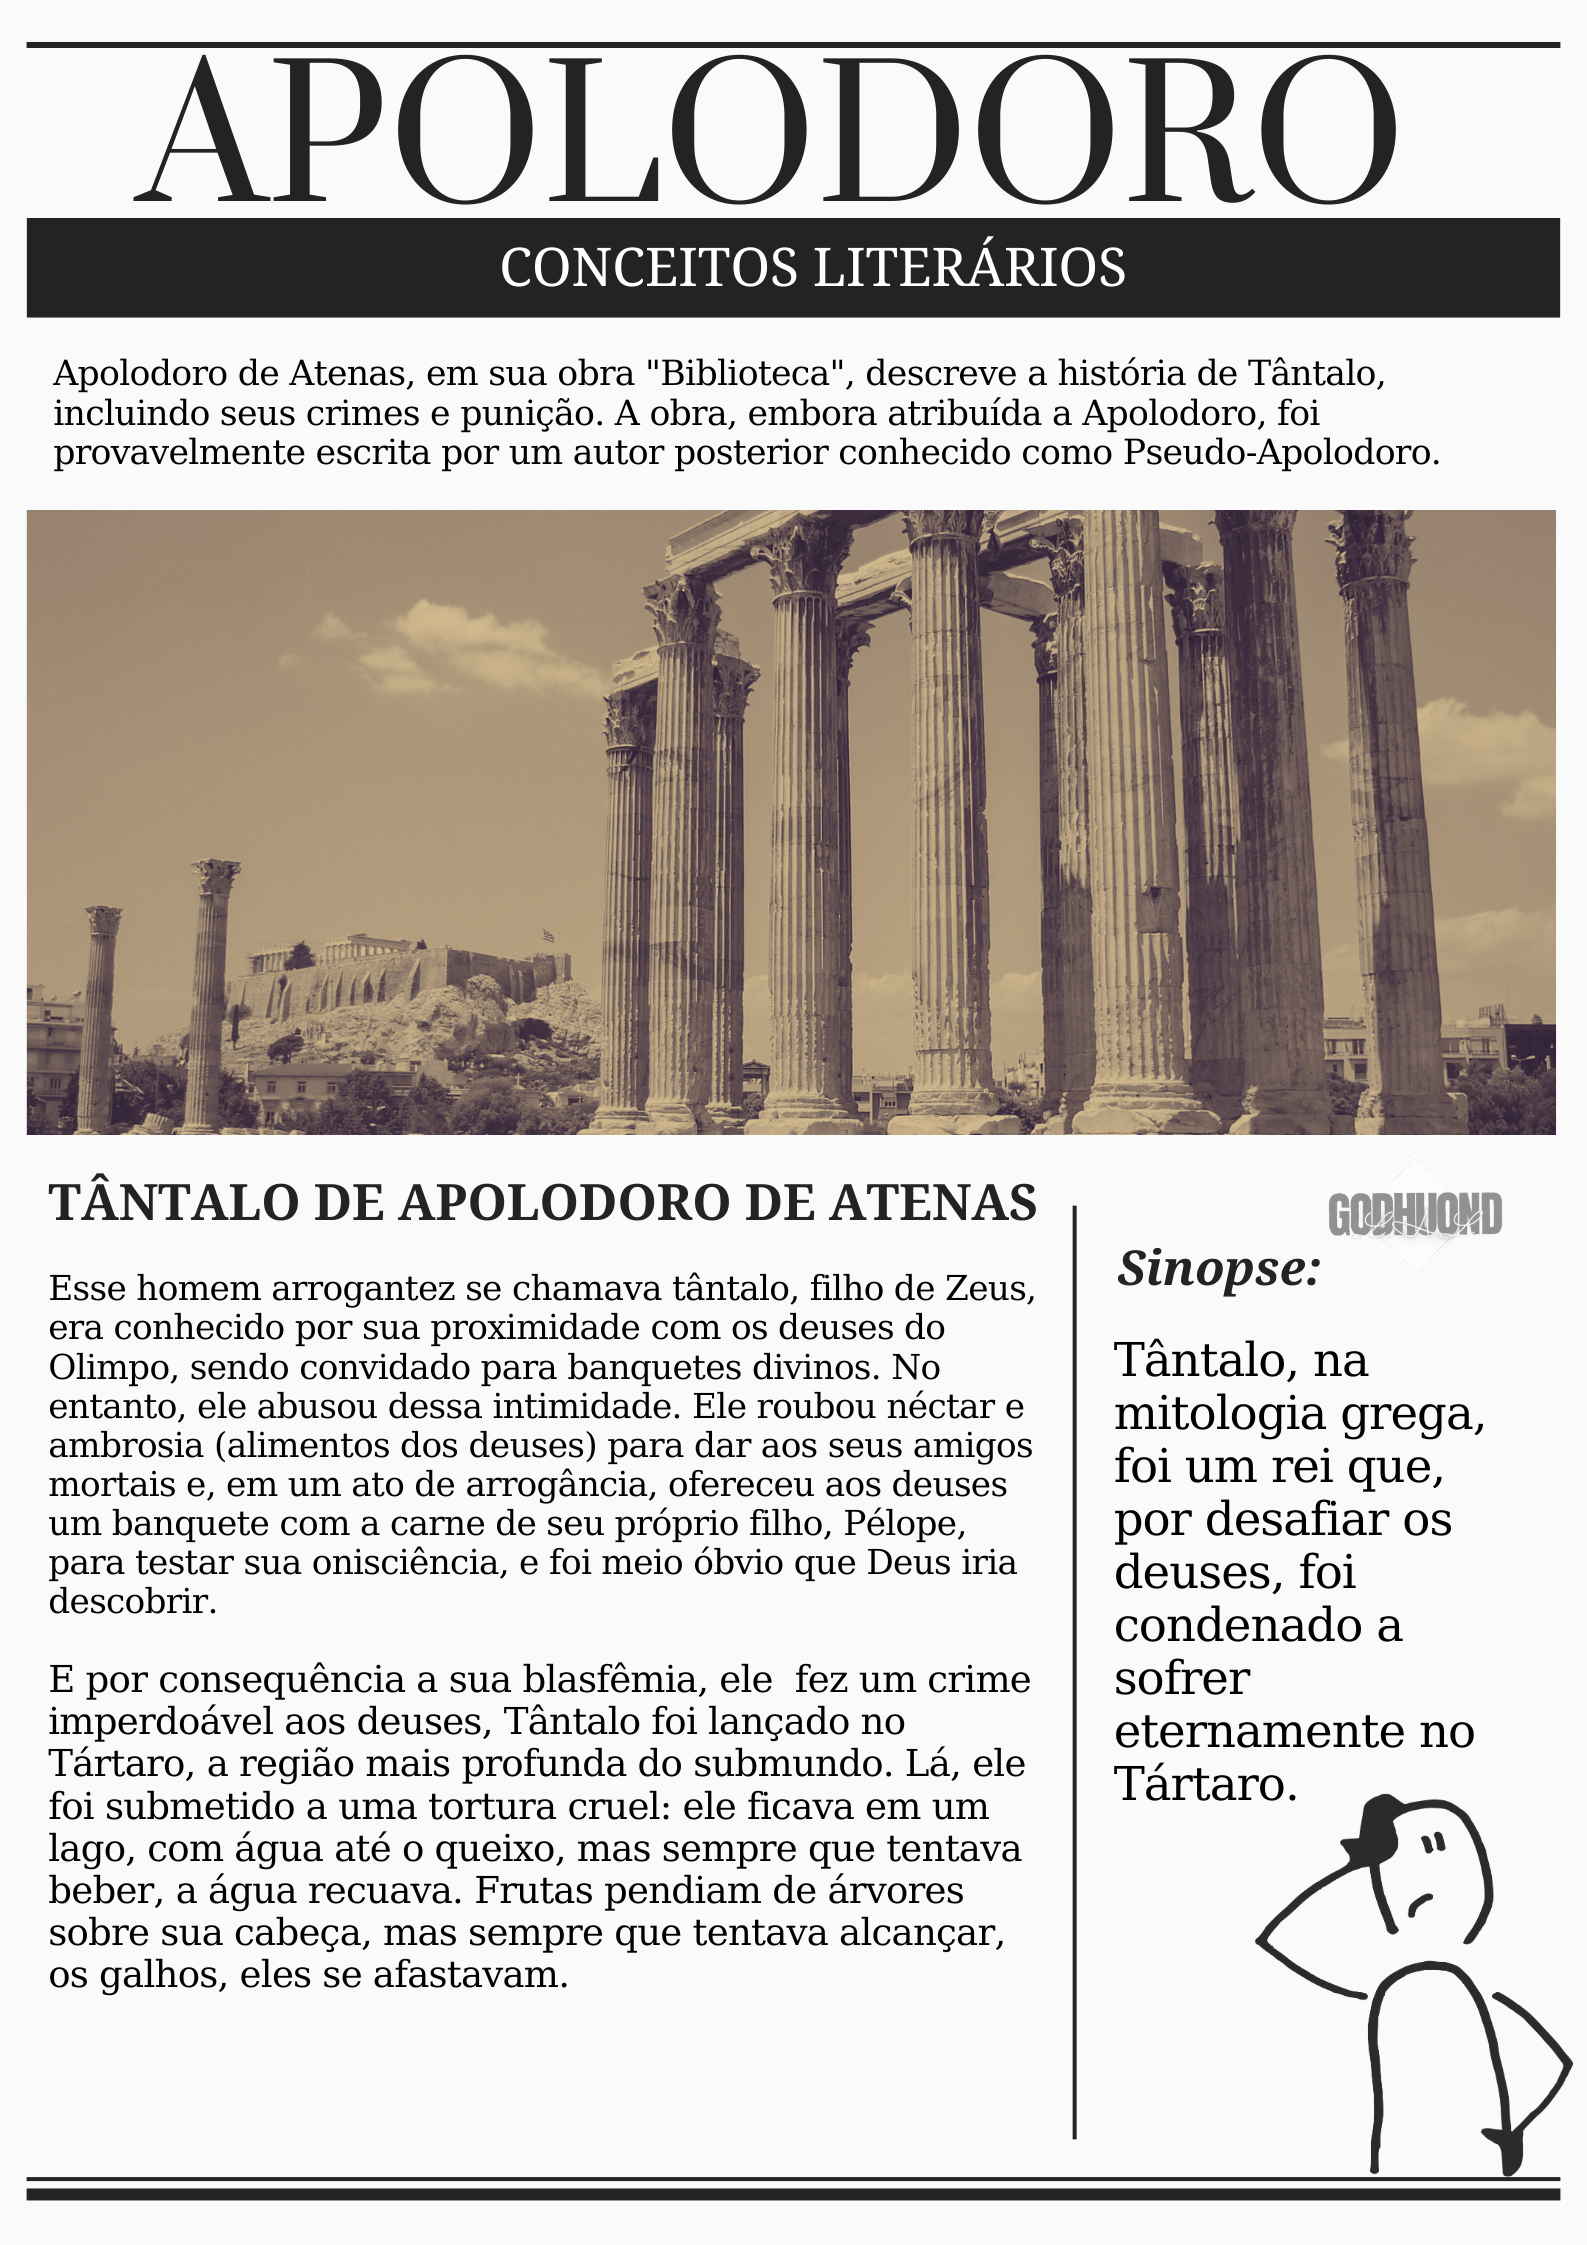 APOLODORO
CONCEITOS LITERÁRIOS
Apolodoro de Atenas, em sua obra "Biblioteca", descreve a história de Tântalo,
incluindo seus crimes e punição. A obra, embora atribuída a Apolodoro, foi
provavelmente escrita por um autor posterior conhecido como Pseudo-Apolodoro.
TÂNTALO DE APOLODORO DE ATENAS
Esse homem arrogantez se chamava tântalo, filho de Zeus,
era conhecido por sua proximidade com os deuses do
Olimpo, sendo convidado para banquetes divinos. No
entanto, ele abusou dessa intimidade. Ele roubou néctar e
ambrosia (alimentos dos deuses) para dar aos seus amigos
mortais e, em um ato de arrogância, ofereceu aos deuses
um banquete com a carne de seu próprio filho, Pélope,
para testar sua onisciência, e foi meio óbvio que Deus iria
descobrir.
E por consequência a sua blasfêmia, ele  fez um crime
imperdoável aos deuses, Tântalo foi lançado no
Tártaro, a região mais profunda do submundo. Lá, ele
foi submetido a uma tortura cruel: ele ficava em um
lago, com água até o queixo, mas sempre que tentava
beber, a água recuava. Frutas pendiam de árvores
sobre sua cabeça, mas sempre que tentava alcançar,
os galhos, eles se afastavam.
GODHUOND
Sinopse:
Tântalo, na
mitologia grega,
foi um rei que,
por desafiar os
deuses, foi
condenado a
sofrer
eternamente no
Tártaro.